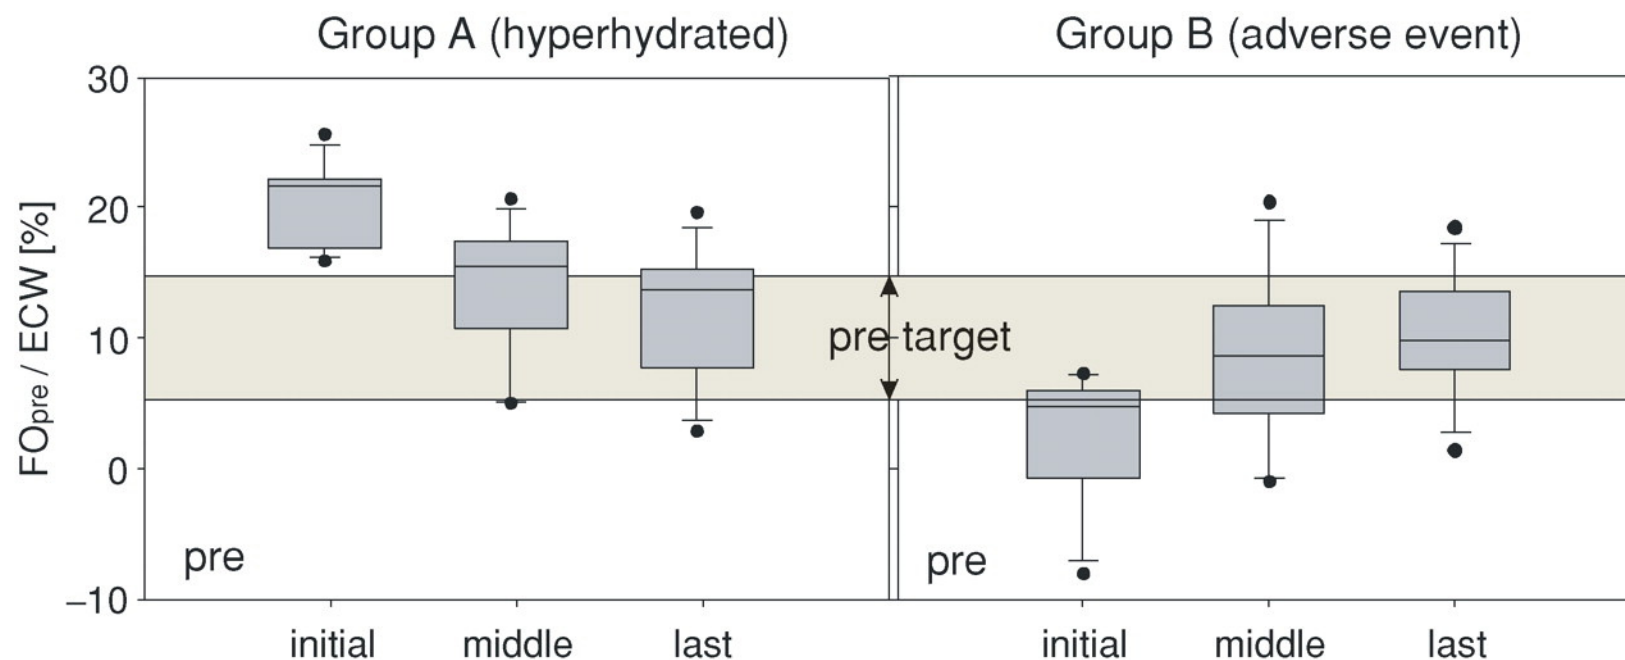 Group A (hyperhydrated)
Group B (adverse event)
FOpre / ECW [%]
30
20
10
0
−10
pre target
pre
pre
initial
middle
last
initial
middle
last